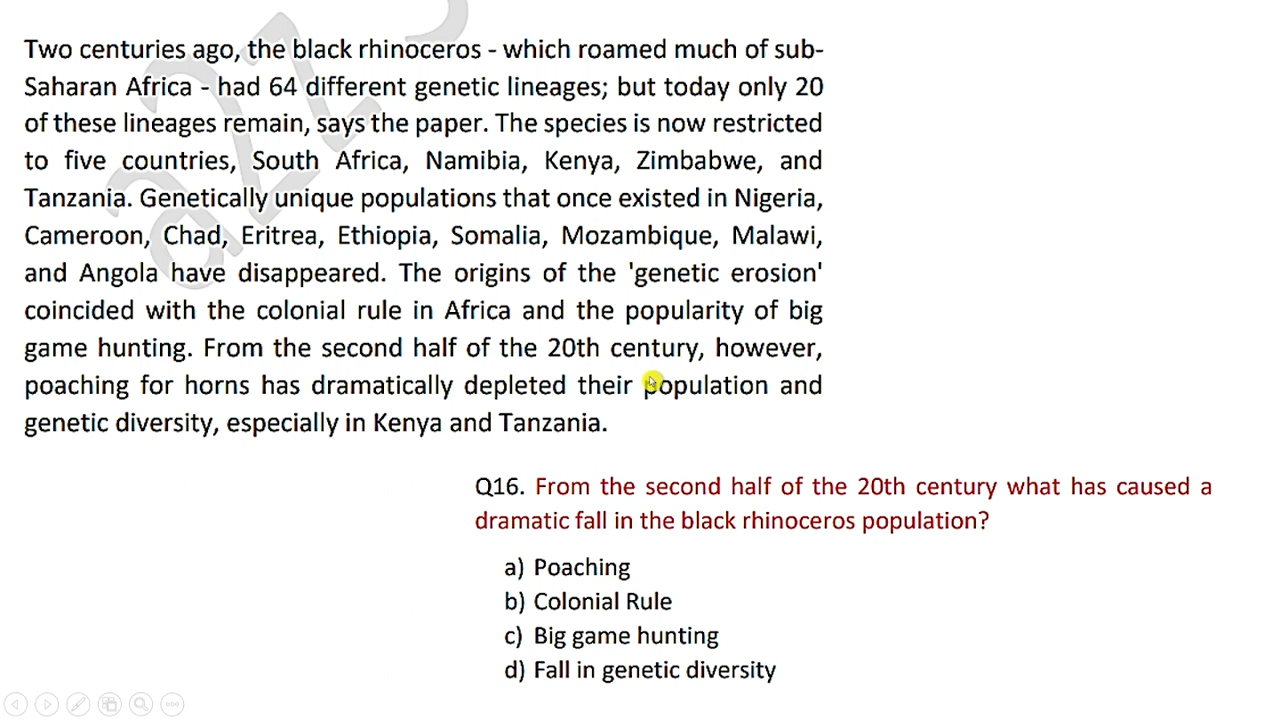 Two centuries ago, the black rhinoceros - which roamed much of sub-
Saharan Africa - had 64 different genetic lineages; but today only 20
of these lineages remain, says the paper. The species is now restricted
to five countries, South Africa, Namibia, Kenya, Zimbabwe, and
Tanzania. Genetically unique populations that once existed in Nigeria,
Cameroon, Chad, Eritrea, Ethiopia, Somalia, Mozambique, Malawi,
and Angola have disappeared. The origins of the 'genetic erosion'
coincided with the colonial rule in Africa and the popularity of big
game hunting. From the second half of the 20th century, however,
poaching for horns has dramatically depleted their population and
genetic diversity, especially in Kenya and Tanzania.
Q16. From the second half of the 20th century what has caused a
dramatic fall in the black rhinoceros population?
a) Poaching
b) Colonial Rule
c) Big game hunting
d) Fall in genetic diversity